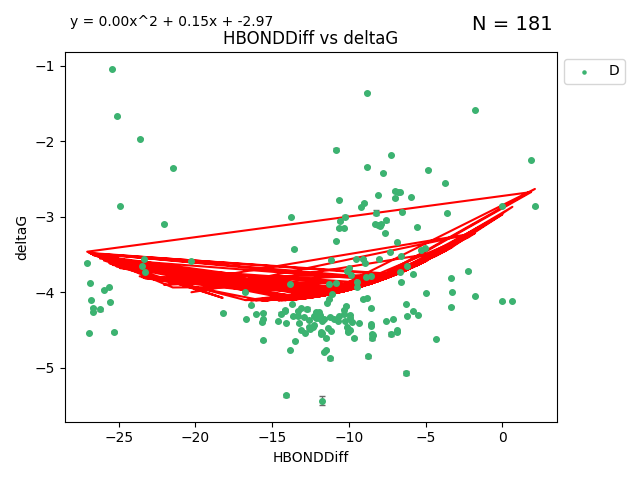 y = 0.00x^2 + 0.15x + -2.97
N = 181
HBONDDiff vs deltaG
D
−1
−2
−3
−4
−5
deltaG
−25 −20 −15 −10 −5 0
HBONDDiff